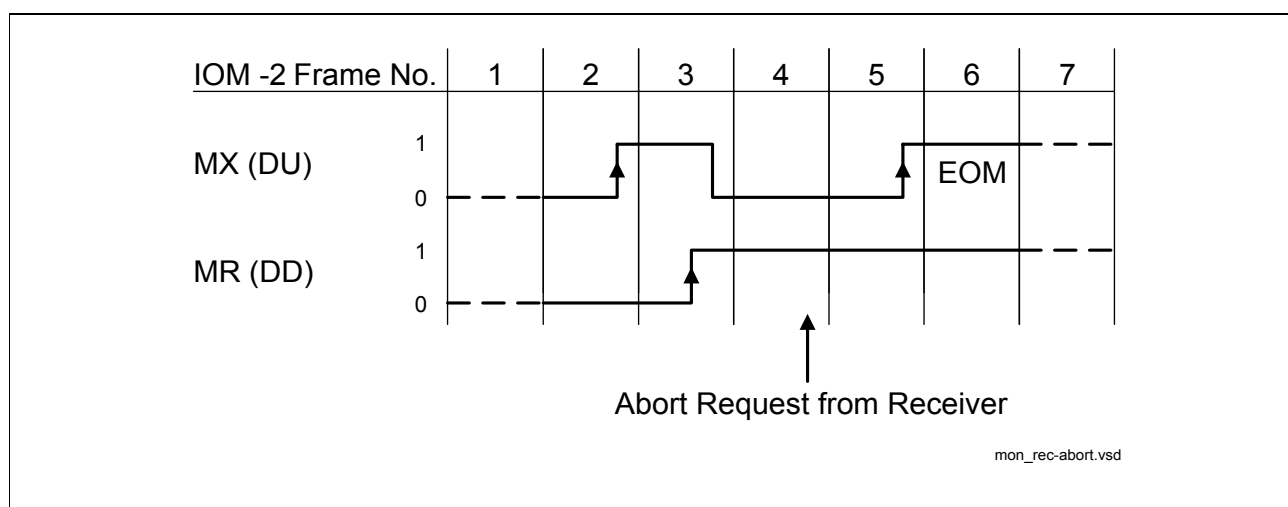 IOM -2 Frame No. 1 2 3 4 5 6 7
MX (DU) 1
0
EOM
MR (DD) 1
0
Abort Request from Receiver
mon_rec-abort.vsd